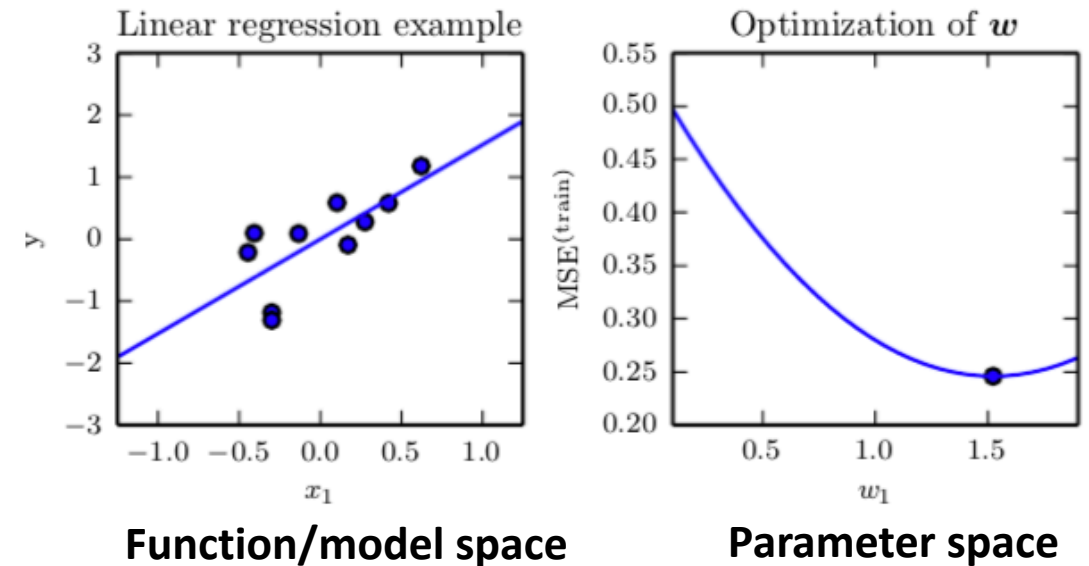 Linear regression example
3
2
1
0
−1
−2
−3
y
−1.0 −0.5 0.0 0.5 1.0
x₁
Function/model space
Optimization of w
0.55
0.50
0.45
0.40
0.35
0.30
0.25
0.20
MSE(train)
0.5 1.0 1.5
w₁
Parameter space